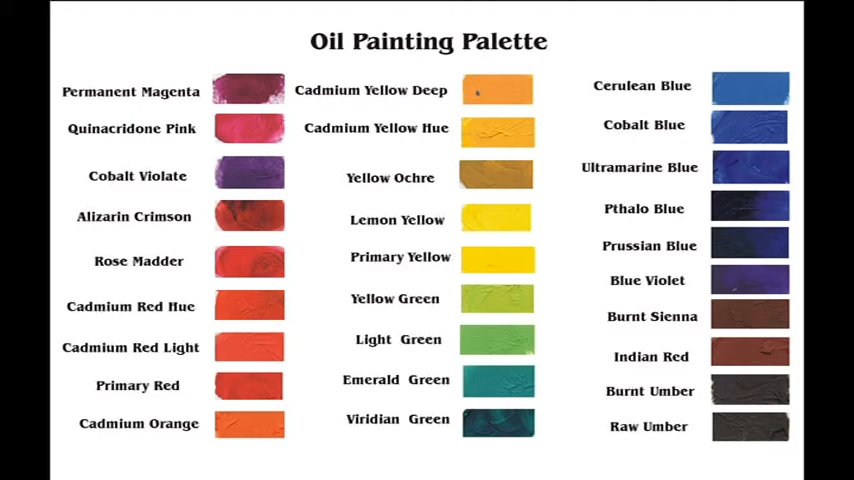 Oil Painting Palette
Permanent Magenta
Quinacridone Pink
Cobalt Violate
Alizarin Crimson
Rose Madder
Cadmium Red Hue
Cadmium Red Light
Primary Red
Cadmium Orange
Cadmium Yellow Deep
Cadmium Yellow Hue
Yellow Ochre
Lemon Yellow
Primary Yellow
Yellow Green
Light Green
Emerald Green
Viridian Green
Cerulean Blue
Cobalt Blue
Ultramarine Blue
Pthalo Blue
Prussian Blue
Blue Violet
Burnt Sienna
Indian Red
Burnt Umber
Raw Umber